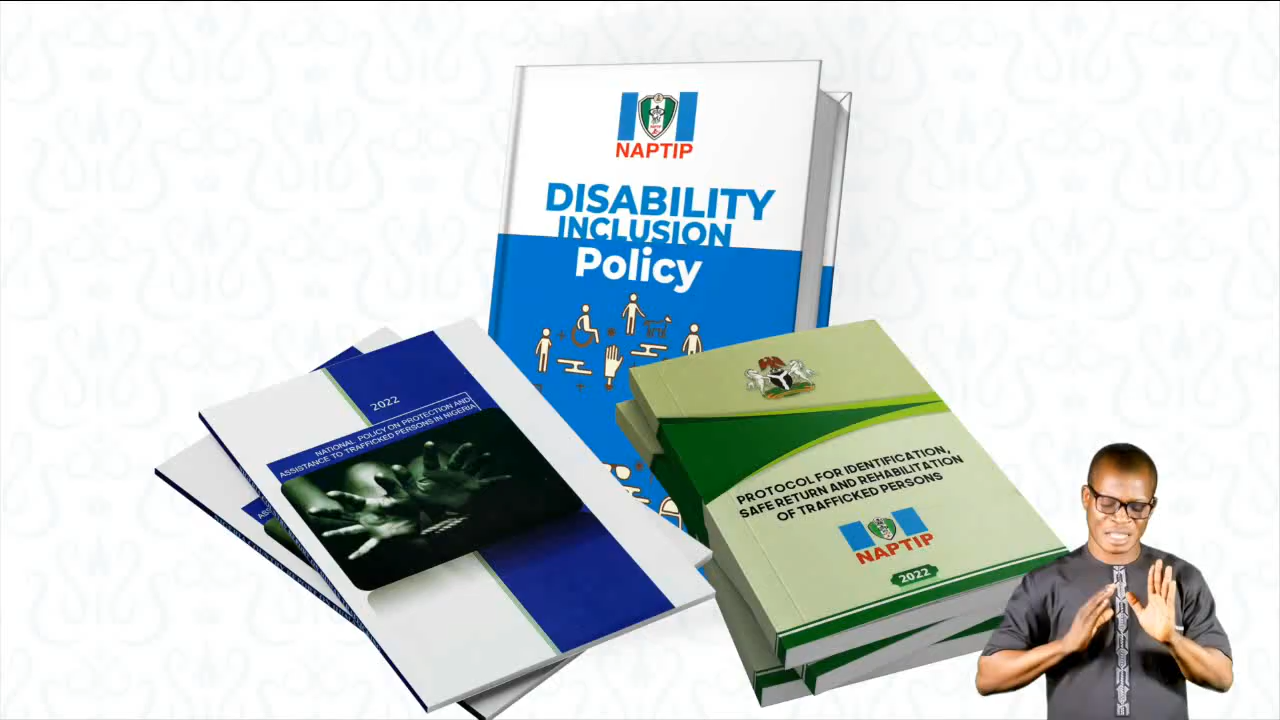 NAPTIP
DISABILITY
INCLUSION
Policy
2022
NATIONAL POLICY ON PROTECTION AND
ASSISTANCE TO TRAFFICKED PERSONS IN NIGERIA
PROTOCOL FOR IDENTIFICATION,
SAFE RETURN AND REHABILITATION
OF TRAFFICKED PERSONS
NAPTIP
2022